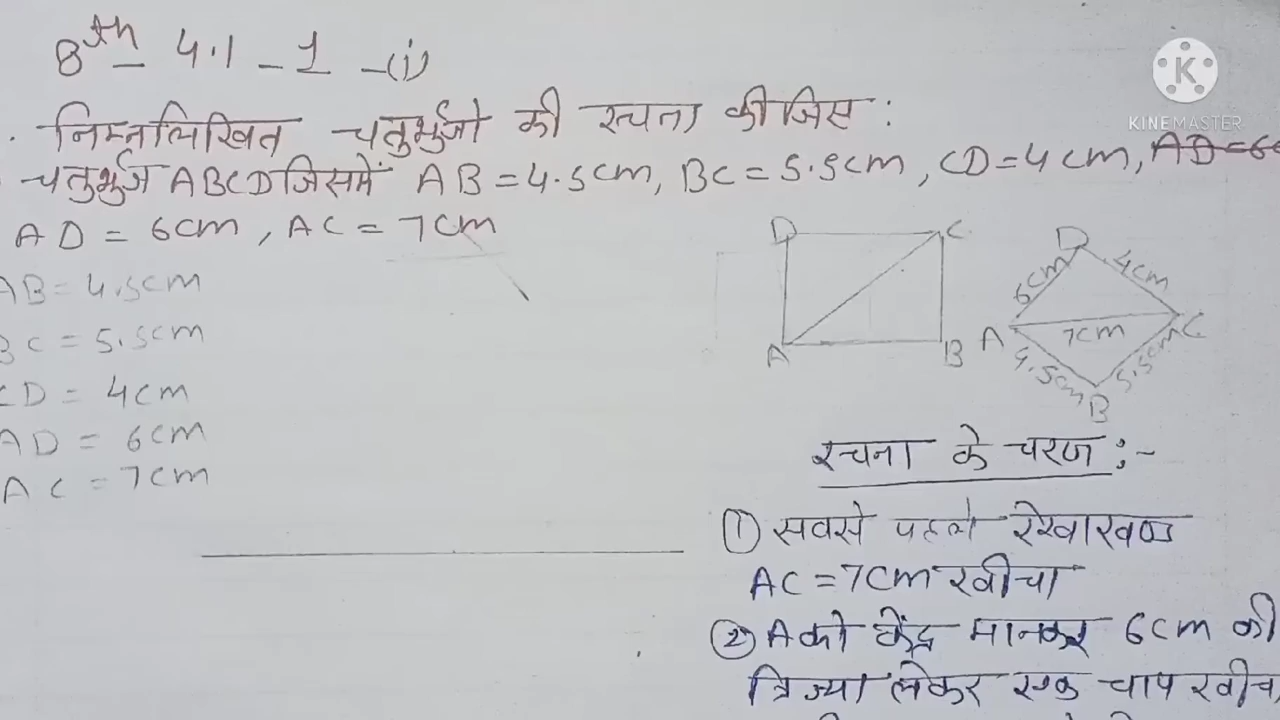 8th - 4.1 - 1 - (i)
निम्नलिखित चतुर्भुजो की रचना कीजिस :
चतुर्भुज ABCD जिसमें AB = 4.5cm, BC = 5.5cm, CD = 4cm,
AD = 6cm, AC = 7cm
AB = 4.5cm
BC = 5.5cm
CD = 4cm
AD = 6cm
AC = 7cm
D C
A B
D
6cm 4cm
A 7cm C
4.5cm 5.5cm
B
रचना के चरण :-
① सबसे पहले रेखाखण्ड
AC = 7cm खींचा
② A को केंद्र मानकर 6cm की
त्रिज्या लेकर एक चाप खींचा
K
KINEMASTER